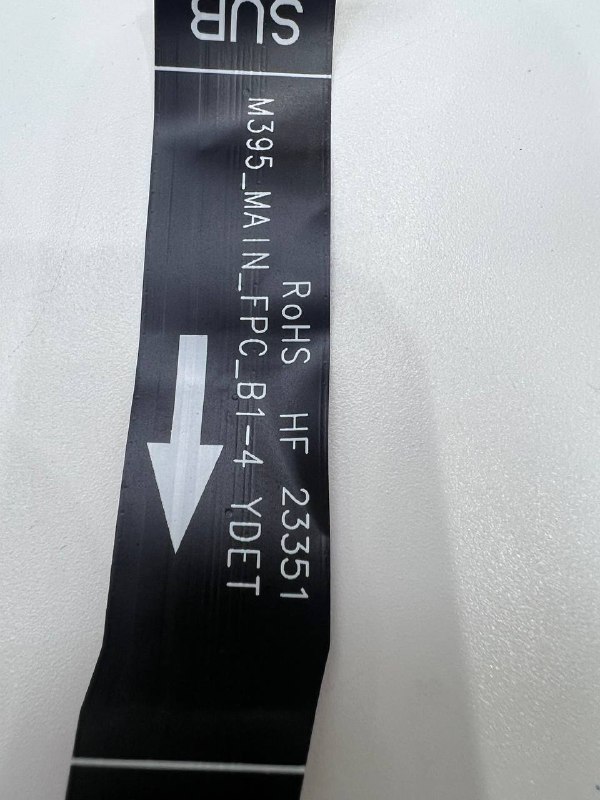 SUB
RoHS HF 23351
M395_MAIN_FPC_B1-4 YDET